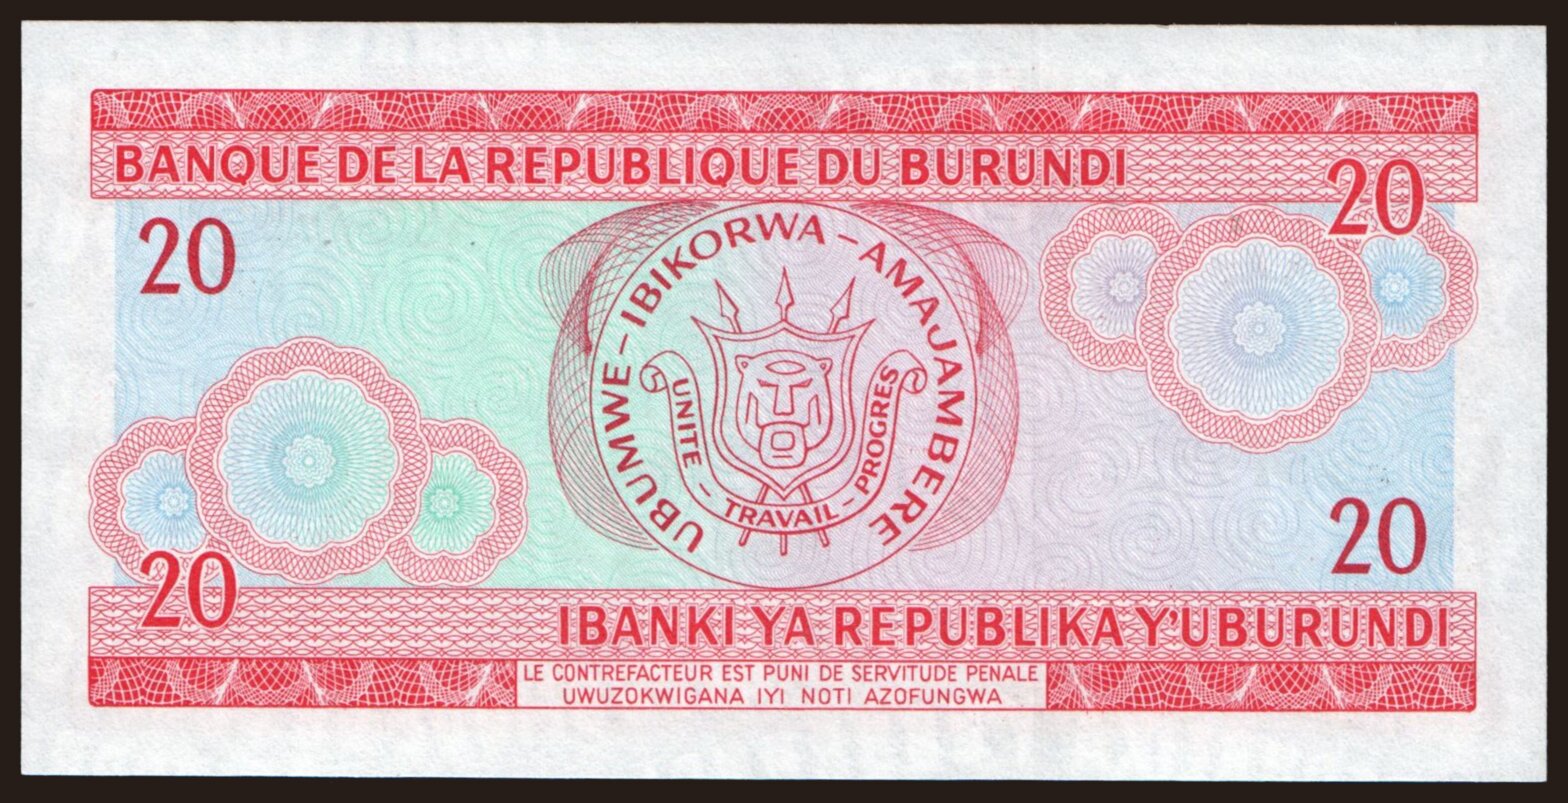 BANQUE DE LA REPUBLIQUE DU BURUNDI
20
20
UBUMWE – IBIKORWA – AMAJAMBERE
UNITE – TRAVAIL – PROGRES
20
20
IBANKI YA REPUBLIKA Y'UBURUNDI
LE CONTREFACTEUR EST PUNI DE SERVITUDE PENALE
UWUZOKWIGANA IYI NOTI AZOFUNGWA